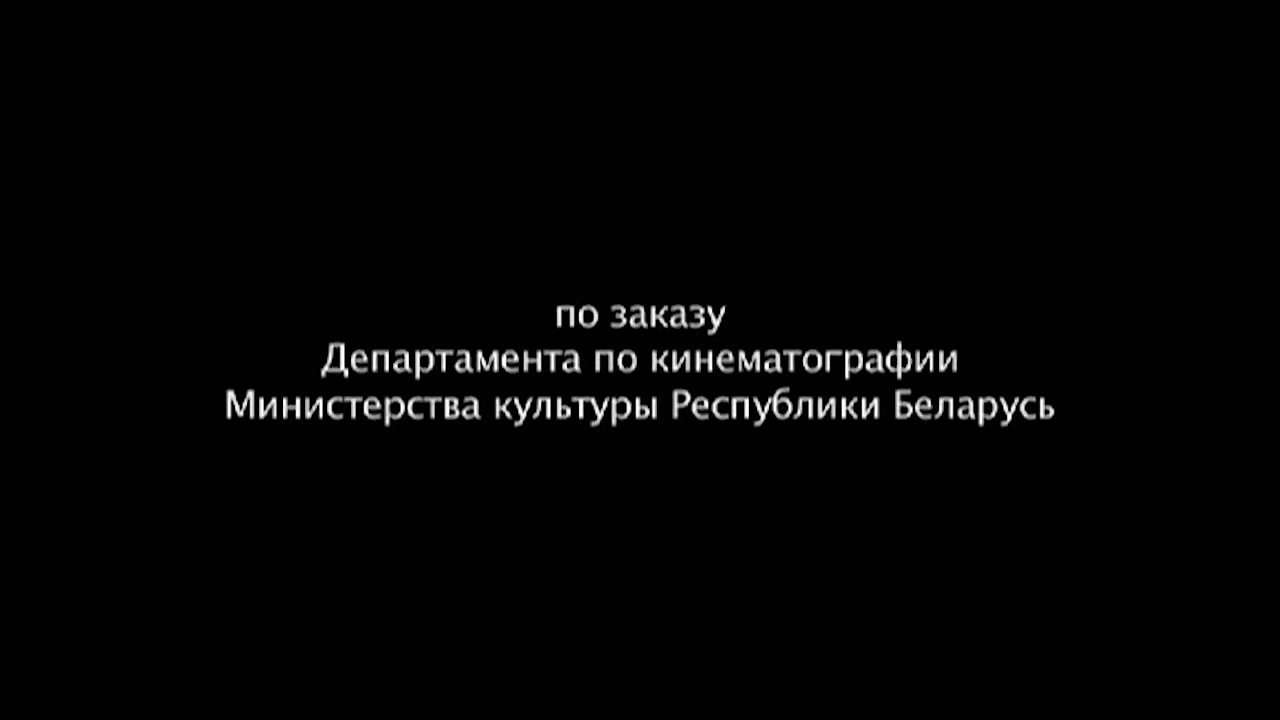 по заказу
Департамента по кинематографии
Министерства культуры Республики Беларусь